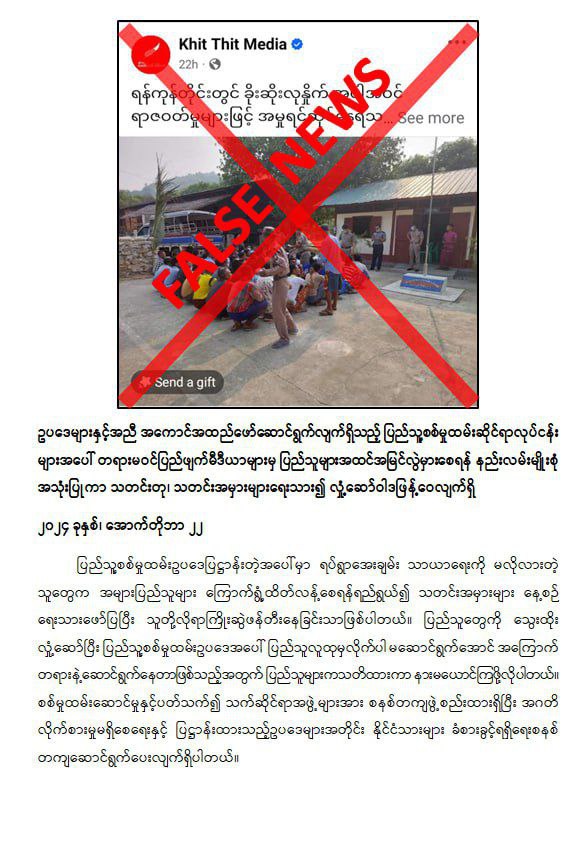 Khit Thit Media
22h ·
ရန်ကုန်တိုင်းတွင် ခိုးဆိုးလုနှိုက်
ရာဇဝတ်မှုများဖြင့် အမှုရင်ဆိုင်နေရသ... See more
FALSE NEWS
Send a gift
ဥပဒေများနှင့်အညီ အကောင်အထည်ဖော်ဆောင်ရွက်လျက်ရှိသည့် ပြည်သူ့စစ်မှုထမ်းဆိုင်ရာလုပ်ငန်း
များအပေါ် တရားမဝင်ပြည်ဖျက်မီဒီယာများမှ ပြည်သူများအထင်အမြင်လွဲမှားစေရန် နည်းလမ်းမျိုးစုံ
အသုံးပြုကာ သတင်းတု၊ သတင်းအမှားများရေးသား၍ လှုံ့ဆော်ဝါဒဖြန့်ဝေလျက်ရှိ
၂၀၂၄ ခုနှစ်၊ အောက်တိုဘာ ၂၂
ပြည်သူ့စစ်မှုထမ်းဥပဒေပြဋ္ဌာန်းတဲ့အပေါ်မှာ ရပ်ရွာအေးချမ်း သာယာရေးကို မလိုလားတဲ့
သူတွေက အများပြည်သူများ ကြောက်ရွံ့ထိတ်လန့်စေရန်ရည်ရွယ်၍ သတင်းအမှားများ နေ့စဉ်
ရေးသားဖော်ပြပြီး သူတို့လိုရာကြိုးဆွဲဖန်တီးနေခြင်းသာဖြစ်ပါတယ်။ ပြည်သူတွေကို သွေးထိုး
လှုံ့ဆော်ပြီး ပြည်သူ့စစ်မှုထမ်းဥပဒေအပေါ် ပြည်သူလူထုမှလိုက်ပါ မဆောင်ရွက်အောင် အကြောက်
တရားနဲ့ဆောင်ရွက်နေတာဖြစ်သည့်အတွက် ပြည်သူများကသတိထားကာ နားမယောင်ကြဖို့လိုပါတယ်။
စစ်မှုထမ်းဆောင်မှုနှင့်ပတ်သက်၍ သက်ဆိုင်ရာအဖွဲ့များအား စနစ်တကျဖွဲ့စည်းထားရှိပြီး အဂတိ
လိုက်စားမှုမရှိစေရေးနှင့် ပြဋ္ဌာန်းထားသည့်ဥပဒေများအတိုင်း နိုင်ငံသားများ ခံစားခွင့်ရရှိရေးစနစ်
တကျဆောင်ရွက်ပေးလျက်ရှိပါတယ်။